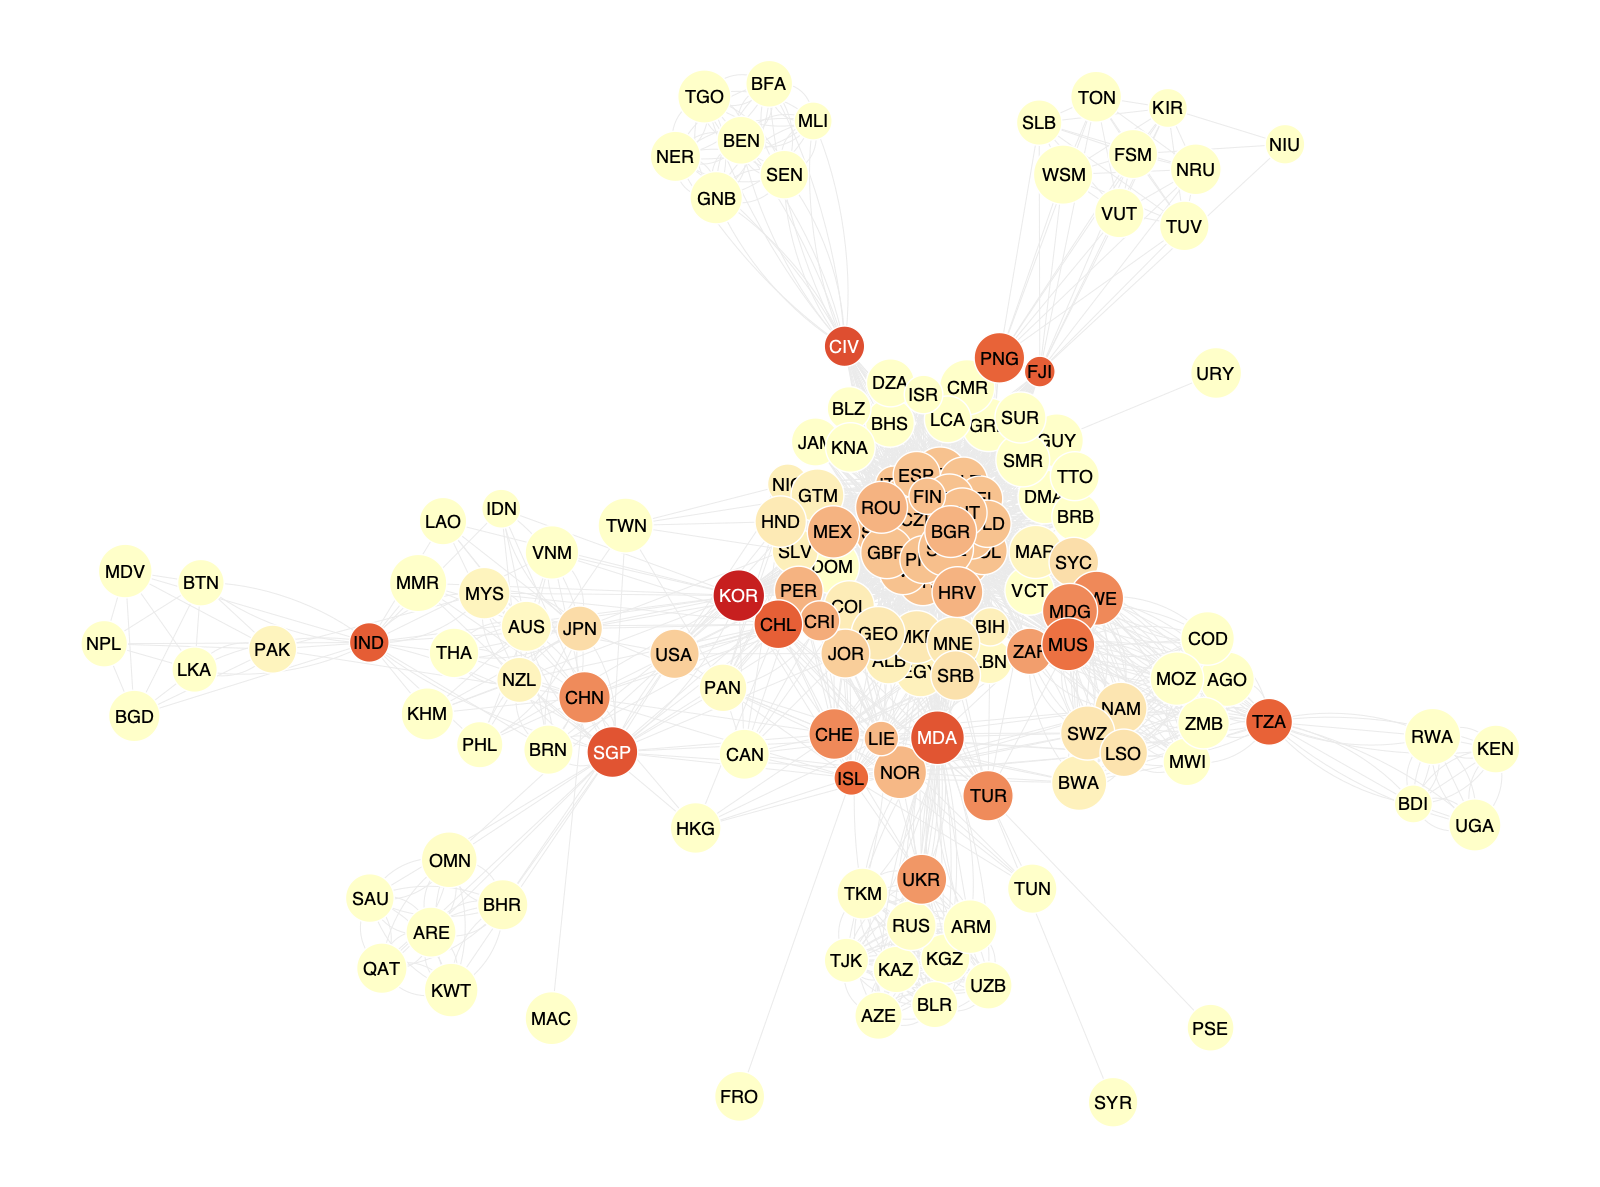 BFA
TGO
TON
KIR
MLI
SLB
BEN
NIU
FSM
NER
NRU
SEN
WSM
GNB
VUT
TUV
CIV
PNG
FJI
URY
DZA
CMR
ISR
BLZ
LCA
SUR
BHS
GUY
JAM
KNA
SMR
ESP
TTO
GTM
FIN
DMA
IDN
ROU
BRB
LAO
HND
TWN
MEX
BGR
VNM
SLV
GBR
MAR
SYC
DOM
MDV
BTN
MMR
MYS
PER
HRV
VCT
KOR
COL
MDG
CRI
CHL
AUS
JPN
BIH
GEO
MKD
COD
NPL
IND
MNE
MUS
PAK
THA
USA
JOR
ZAF
ALB
LBN
LKA
EGY
SRB
NZL
MOZ
AGO
PAN
CHN
NAM
KHM
BGD
TZA
ZMB
SWZ
CHE
LIE
MDA
RWA
PHL
BRN
SGP
CAN
LSO
KEN
MWI
NOR
ISL
BWA
TUR
BDI
HKG
UGA
OMN
UKR
TUN
TKM
SAU
BHR
RUS
ARM
ARE
TJK
KGZ
QAT
KAZ
UZB
KWT
BLR
AZE
MAC
PSE
FRO
SYR